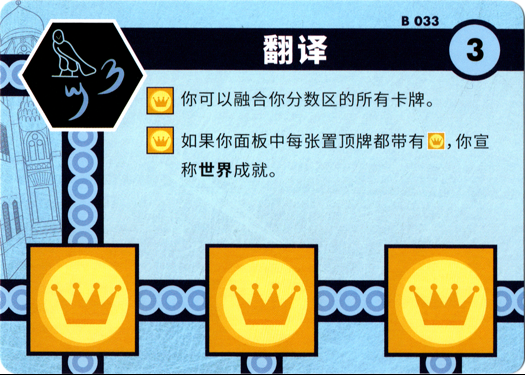 B 033
翻译
3
你可以融合你分数区的所有卡牌。
如果你面板中每张置顶牌都带有,你宣
称世界成就。